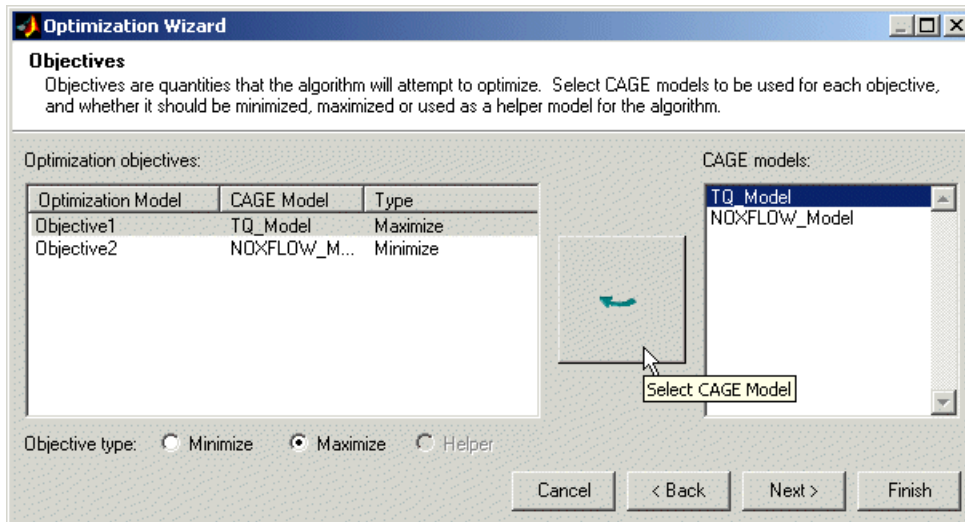 Optimization Wizard
Objectives
Objectives are quantities that the algorithm will attempt to optimize. Select CAGE models to be used for each objective,
and whether it should be minimized, maximized or used as a helper model for the algorithm.
Optimization objectives:
CAGE models:
Optimization Model CAGE Model Type
Objective1 TQ_Model Maximize
Objective2 NOXFLOW_M... Minimize
TQ_Model
NOXFLOW_Model
Select CAGE Model
Objective type: Minimize Maximize Helper
Cancel < Back Next > Finish